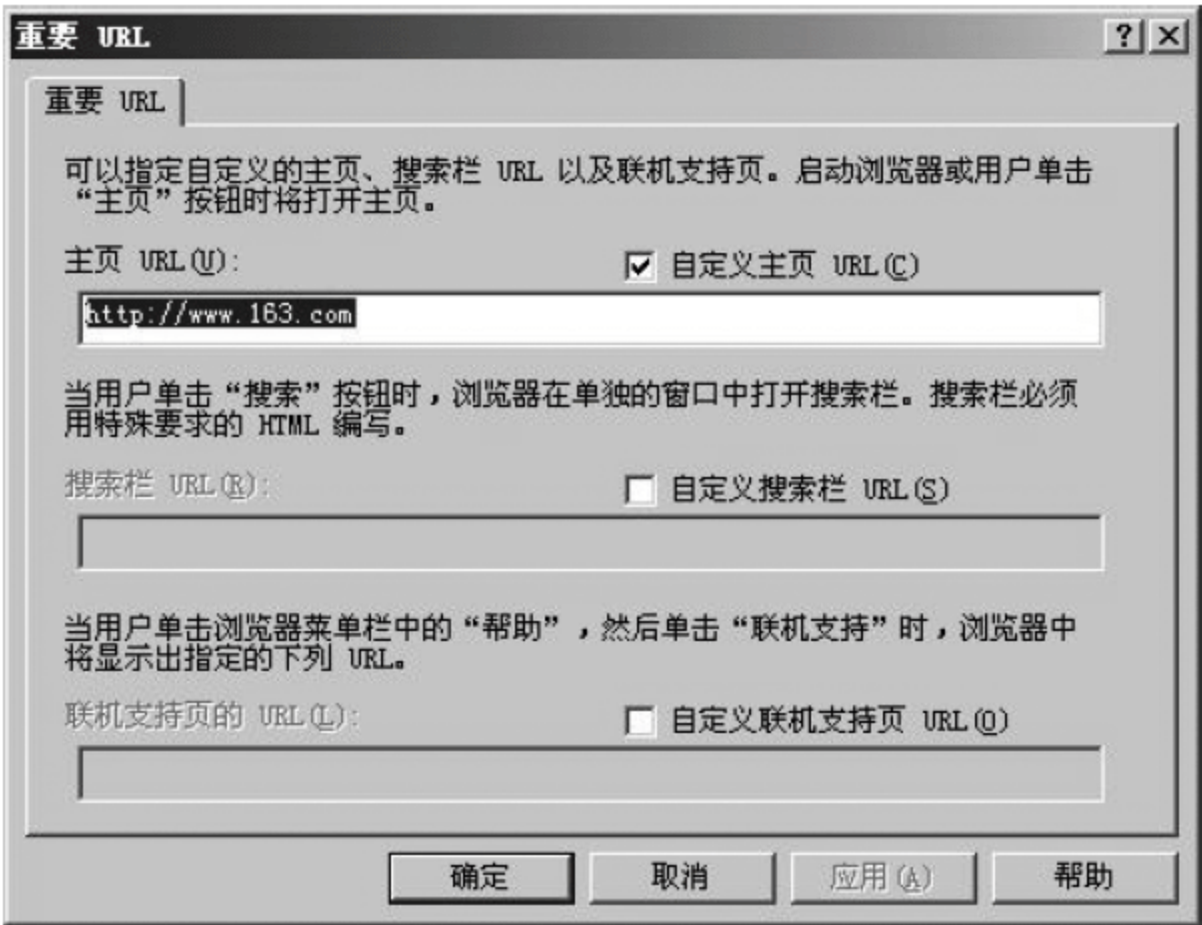 重要 URL
重要 URL
可以指定自定义的主页、搜索栏 URL 以及联机支持页。启动浏览器或用户单击
“主页”按钮时将打开主页。
主页 URL(U): 自定义主页 URL(C)
http://www.163.com
当用户单击“搜索”按钮时，浏览器在单独的窗口中打开搜索栏。搜索栏必须
用特殊要求的 HTML 编写。
搜索栏 URL(R): 自定义搜索栏 URL(S)
当用户单击浏览器菜单栏中的“帮助”，然后单击“联机支持”时，浏览器中
将显示出指定的下列 URL。
联机支持页的 URL(L): 自定义联机支持页 URL(O)
确定 取消 应用(A) 帮助